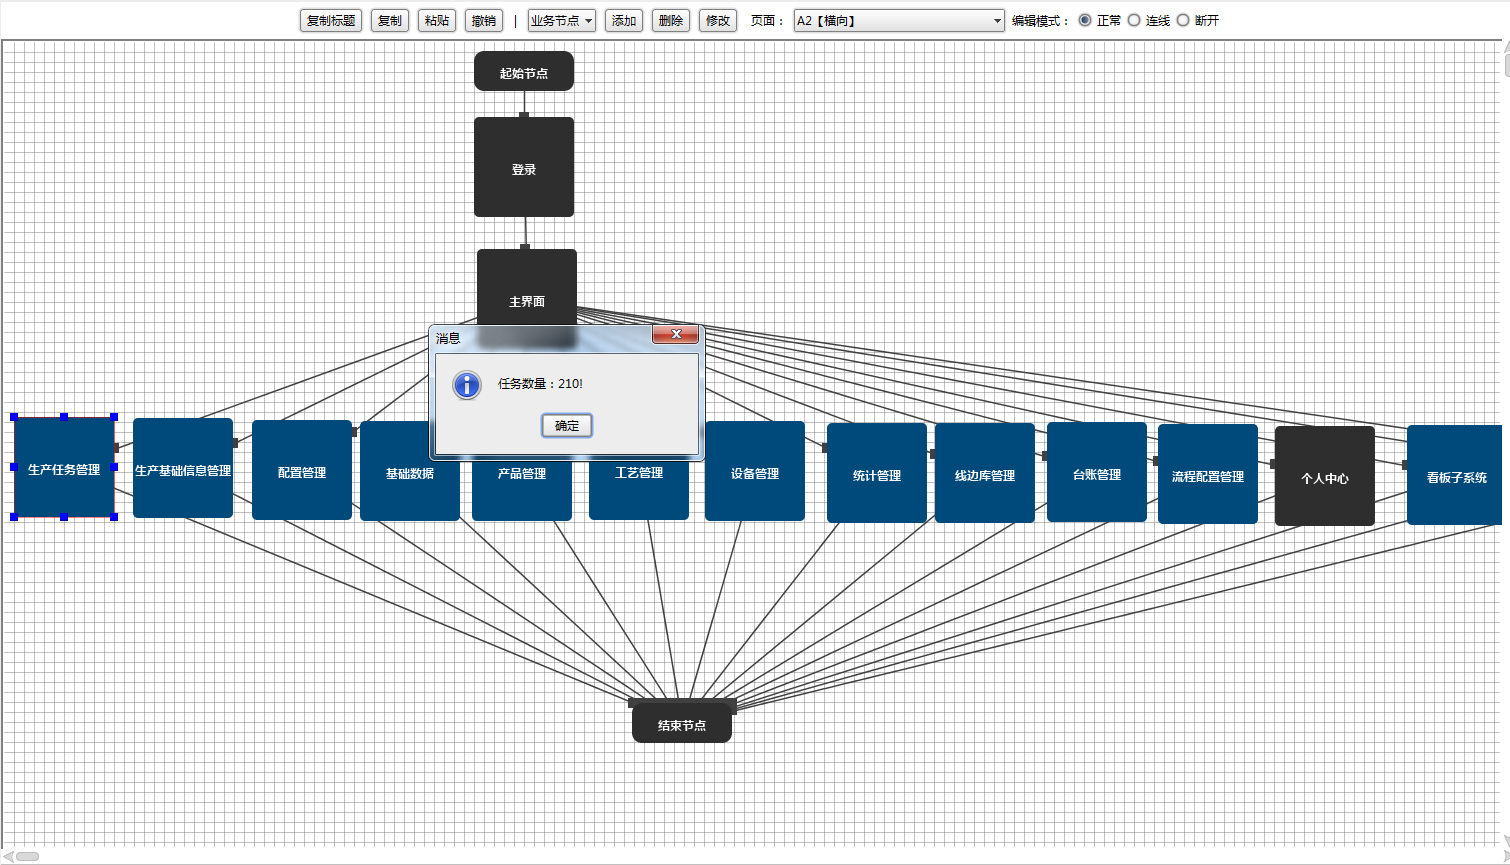 复制标题 复制 粘贴 撤销 | 业务节点 添加 删除 修改 页面： A2【横向】 编辑模式： 正常 连线 断开
起始节点
登录
主界面
消息
任务数量：210!
确定
生产任务管理 生产基础信息管理 配置管理 基础数据 产品管理 工艺管理 设备管理 统计管理 线边库管理 台账管理 流程配置管理 个人中心 看板子系统
结束节点